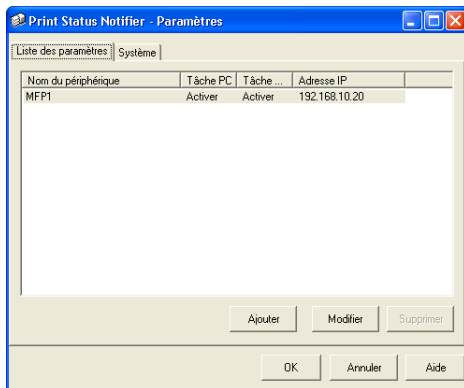 Print Status Notifier - Paramètres
Liste des paramètres Système
Nom du périphérique Tâche PC Tâche ... Adresse IP
MFP1 Activer Activer 192.168.10.20
Ajouter Modifier Supprimer
OK Annuler Aide